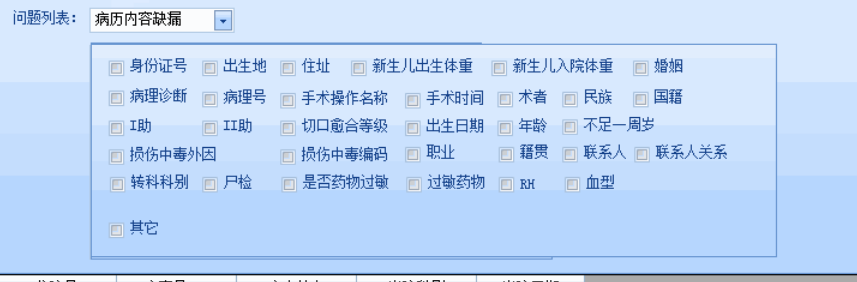 问题列表： 病历内容缺漏
身份证号 出生地 住址 新生儿出生体重 新生儿入院体重 婚姻
病理诊断 病理号 手术操作名称 手术时间 术者 民族 国籍
I助 II助 切口愈合等级 出生日期 年龄 不足一周岁
损伤中毒外因 损伤中毒编码 职业 籍贯 联系人 联系人关系
转科科别 尸检 是否药物过敏 过敏药物 RH 血型
其它